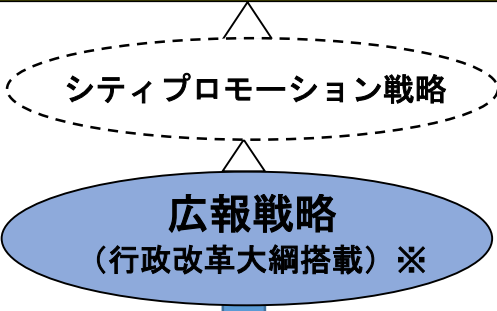 シティプロモーション戦略
広報戦略
（行政改革大綱搭載）※